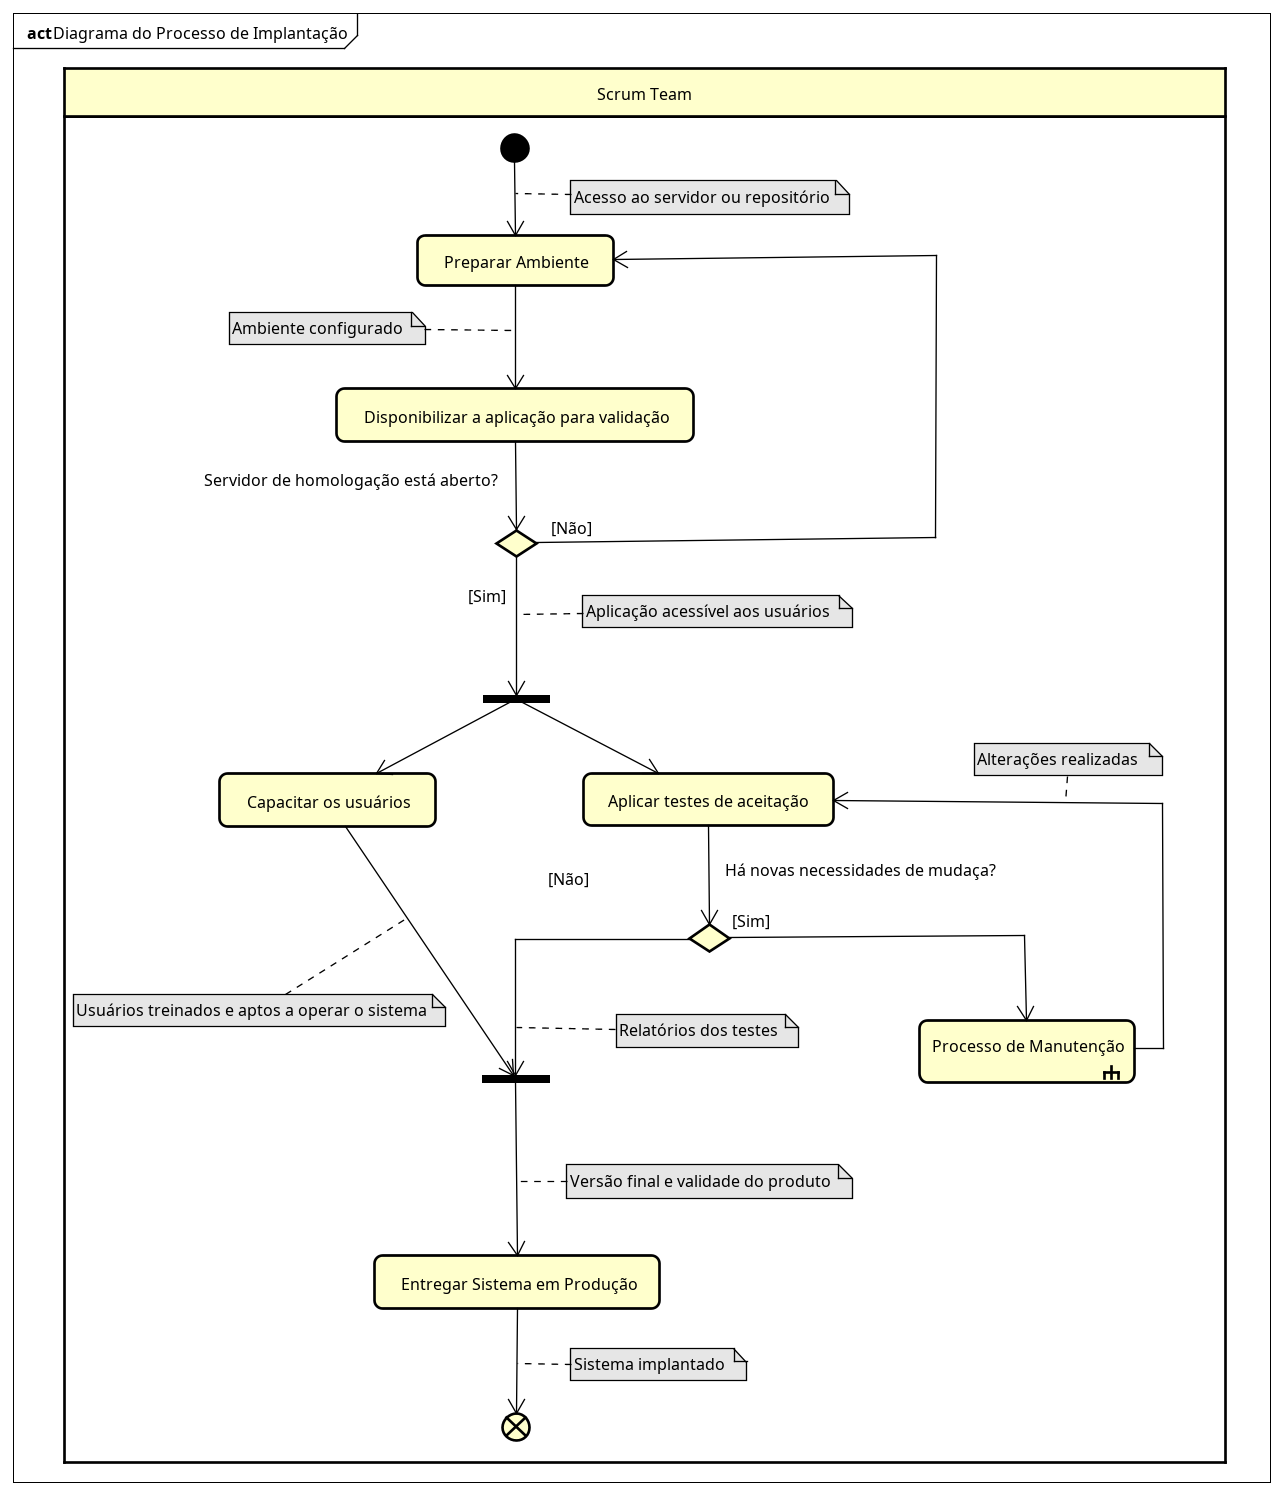 act Diagrama do Processo de Implantação
Scrum Team
Acesso ao servidor ou repositório
Preparar Ambiente
Ambiente configurado
Disponibilizar a aplicação para validação
Servidor de homologação está aberto?
[Não]
[Sim]
Aplicação acessível aos usuários
Alterações realizadas
Capacitar os usuários
Aplicar testes de aceitação
Há novas necessidades de mudaça?
[Não]
[Sim]
Usuários treinados e aptos a operar o sistema
Relatórios dos testes
Processo de Manutenção
Versão final e validade do produto
Entregar Sistema em Produção
Sistema implantado